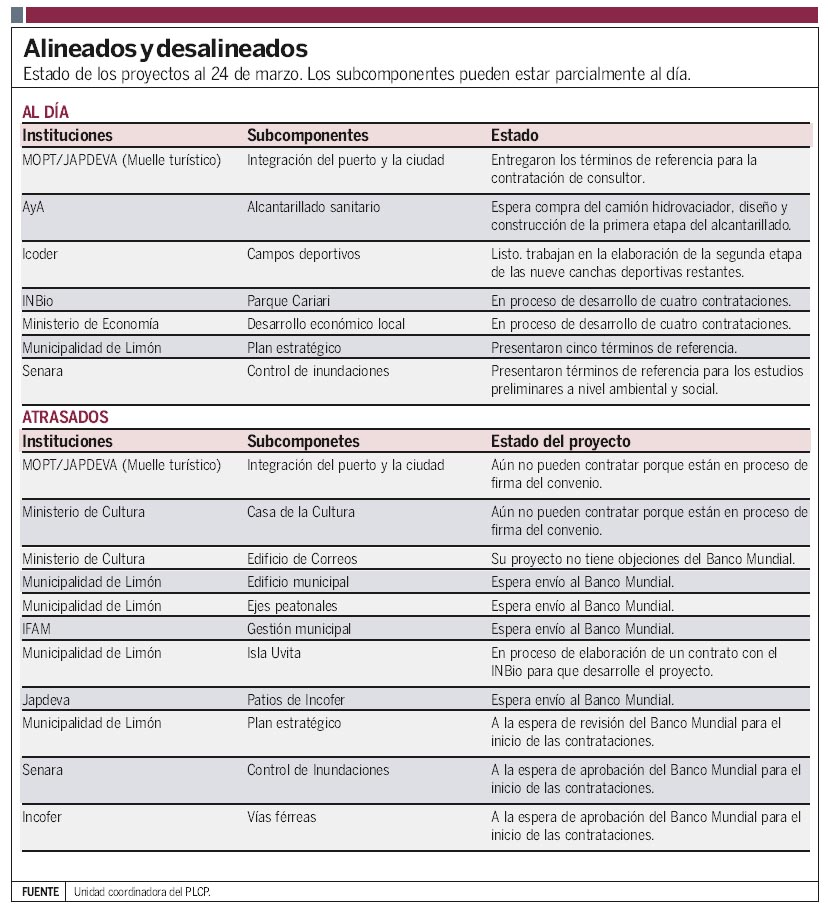 Alineados y desalineados
Estado de los proyectos al 24 de marzo. Los subcomponentes pueden estar parcialmente al día.
AL DÍA
Instituciones Subcomponentes Estado
MOPT/JAPDEVA (Muelle turístico) Integración del puerto y la ciudad Entregaron los términos de referencia para la
contratación de consultor.
AyA Alcantarillado sanitario Espera compra del camión hidrovaciador, diseño y
construcción de la primera etapa del alcantarillado.
Icoder Campos deportivos Listo. trabajan en la elaboración de la segunda etapa
de las nueve canchas deportivas restantes.
INBio Parque Cariari En proceso de desarrollo de cuatro contrataciones.
Ministerio de Economía Desarrollo económico local En proceso de desarrollo de cuatro contrataciones.
Municipalidad de Limón Plan estratégico Presentaron cinco términos de referencia.
Senara Control de inundaciones Presentaron términos de referencia para los estudios
preliminares a nivel ambiental y social.
ATRASADOS
Instituciones Subcomponetes Estado del proyecto
MOPT/JAPDEVA (Muelle turístico) Integración del puerto y la ciudad Aún no pueden contratar porque están en proceso de
firma del convenio.
Ministerio de Cultura Casa de la Cultura Aún no pueden contratar porque están en proceso de
firma del convenio.
Ministerio de Cultura Edificio de Correos Su proyecto no tiene objeciones del Banco Mundial.
Municipalidad de Limón Edificio municipal Espera envío al Banco Mundial.
Municipalidad de Limón Ejes peatonales Espera envío al Banco Mundial.
IFAM Gestión municipal Espera envío al Banco Mundial.
Municipalidad de Limón Isla Uvita En proceso de elaboración de un contrato con el
INBio para que desarrolle el proyecto.
Japdeva Patios de Incofer Espera envío al Banco Mundial.
Municipalidad de Limón Plan estratégico A la espera de revisión del Banco Mundial para el
inicio de las contrataciones.
Senara Control de Inundaciones A la espera de aprobación del Banco Mundial para el
inicio de las contrataciones.
Incofer Vías férreas A la espera de aprobación del Banco Mundial para el
inicio de las contrataciones.
FUENTE Unidad coordinadora del PLCP.